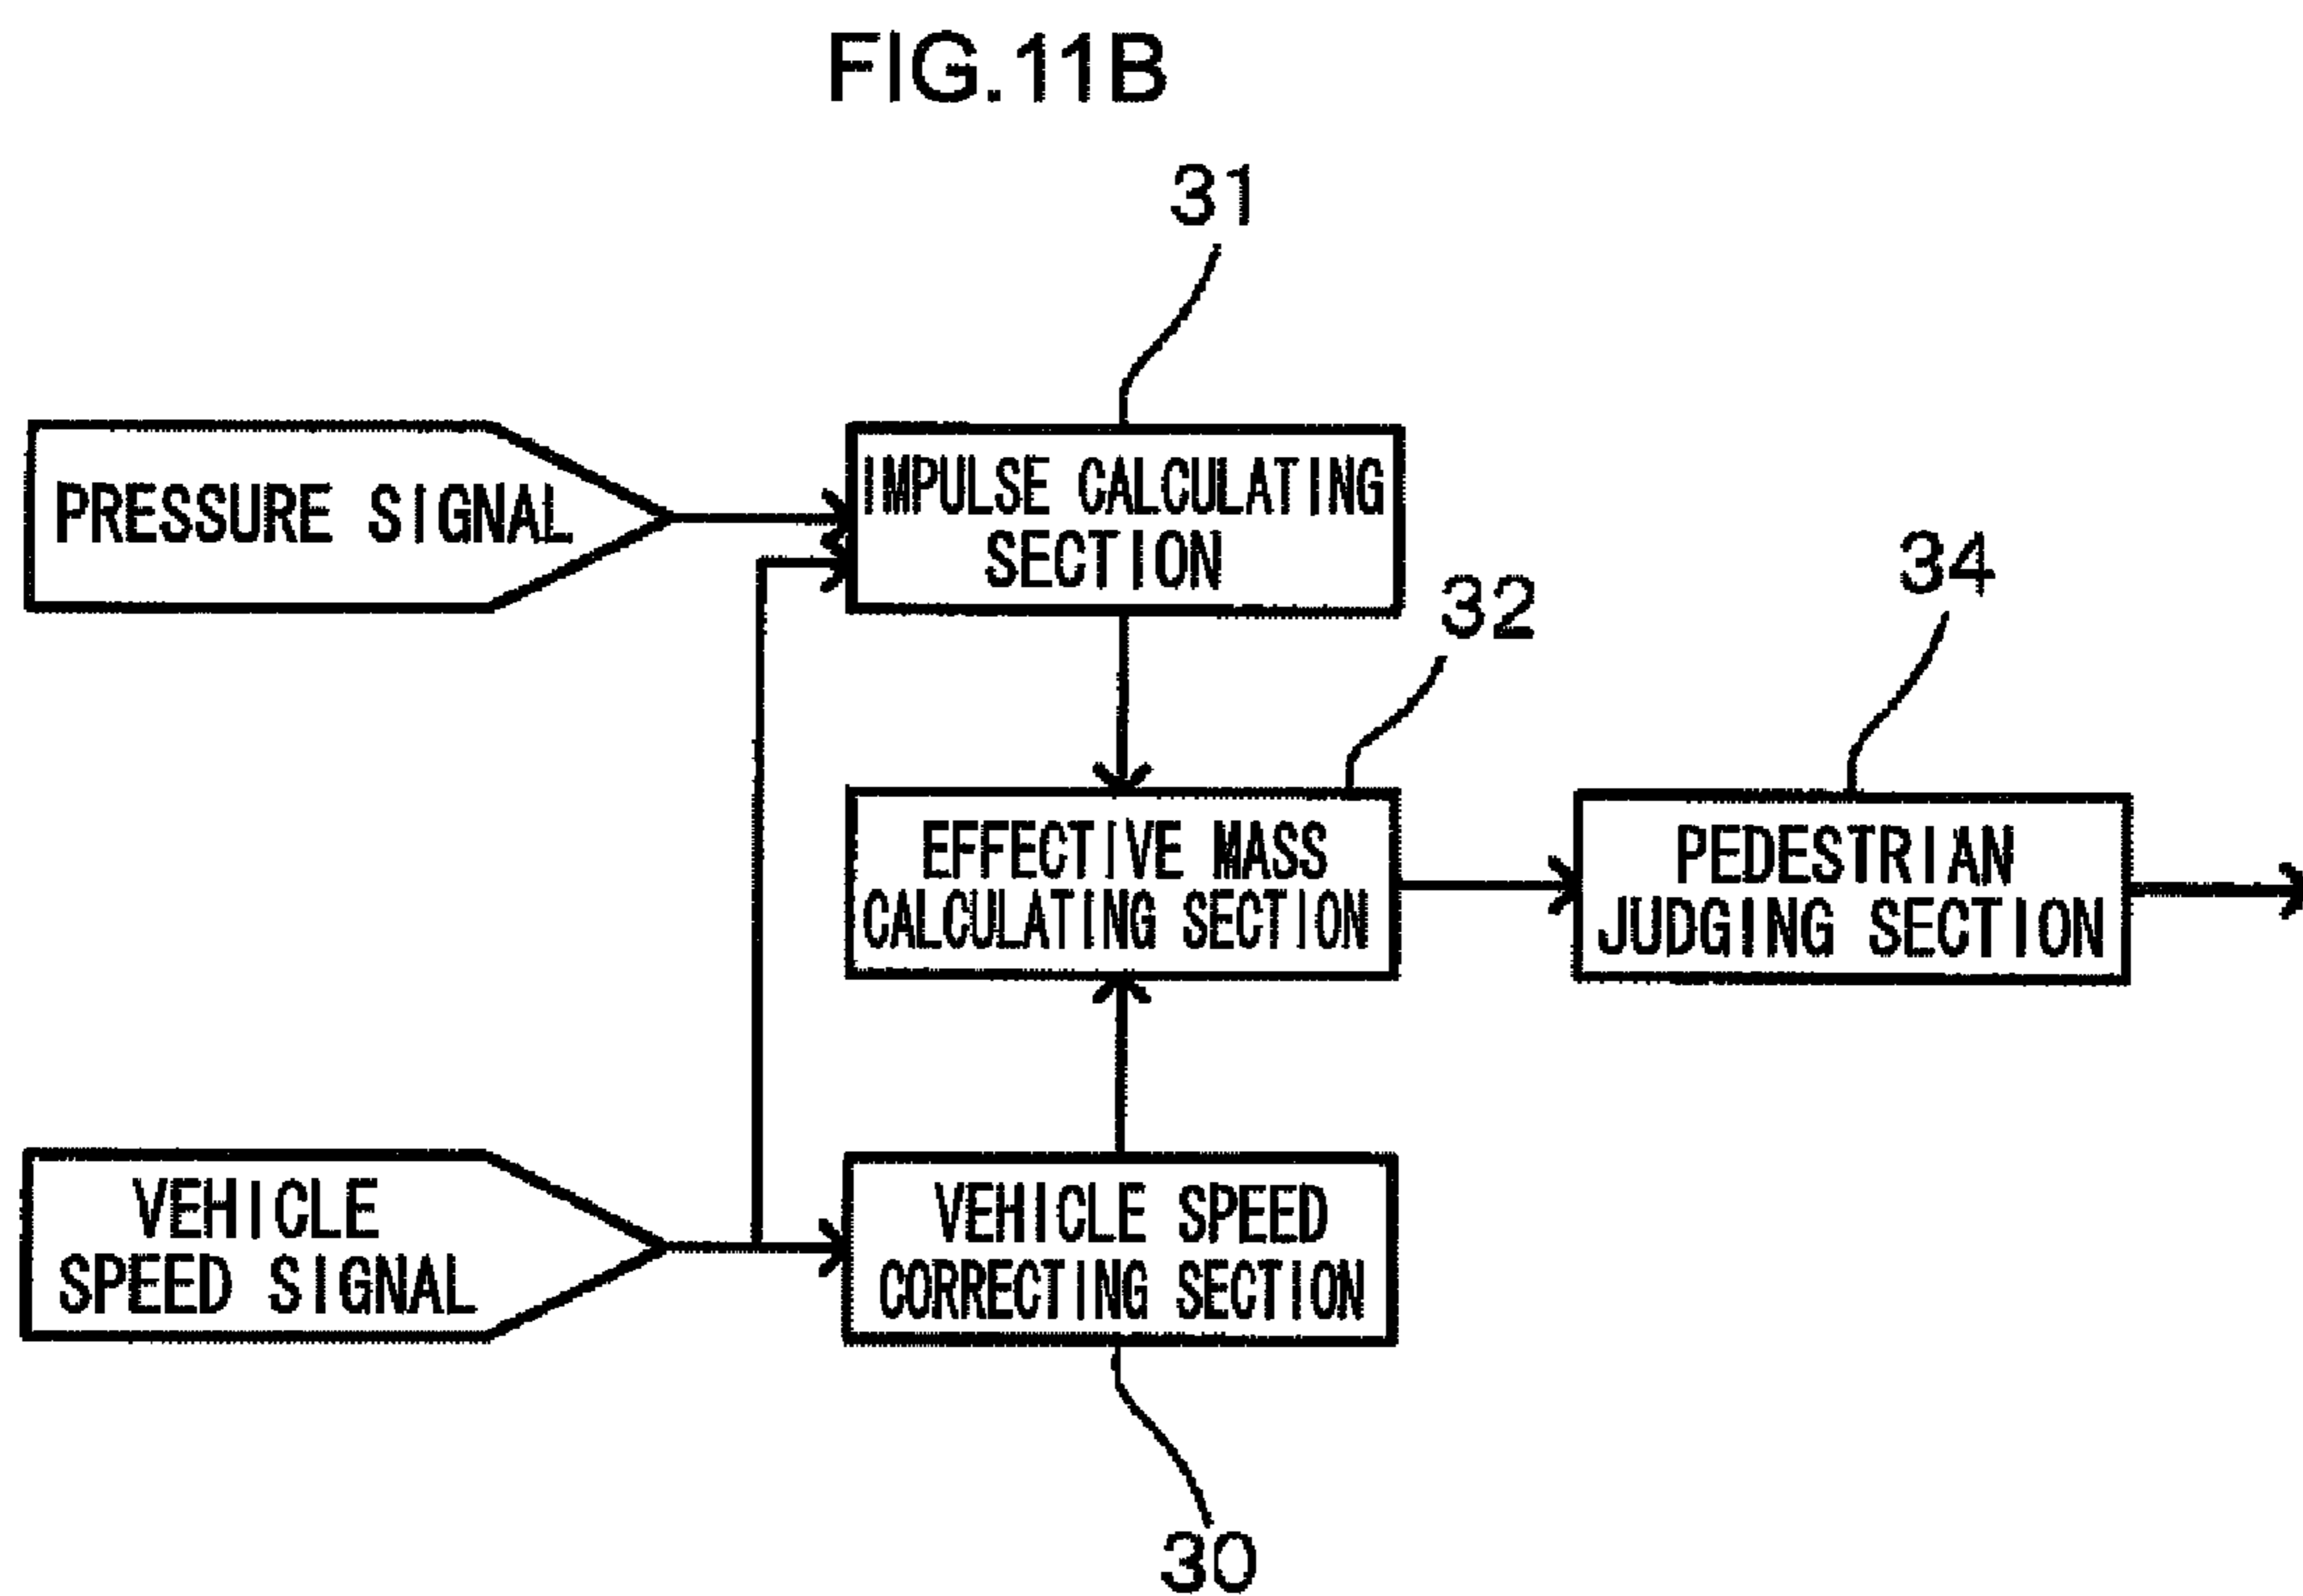 FIG.11B
31
PRESSURE SIGNAL
IMPULSE CALCULATING
SECTION
32
34
EFFECTIVE MASS
CALCULATING SECTION
PEDESTRIAN
JUDGING SECTION
VEHICLE
SPEED SIGNAL
VEHICLE SPEED
CORRECTING SECTION
30